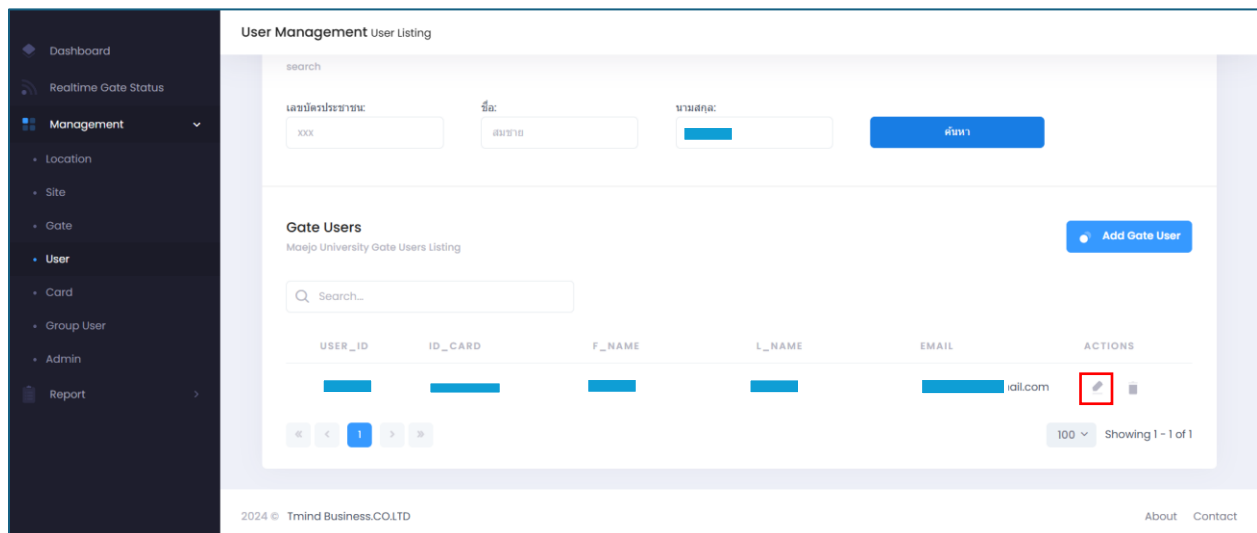 User Management User Listing
Dashboard
Realtime Gate Status
Management
Location
Site
Gate
User
Card
Group User
Admin
Report
search
เลขบัตรประชาชน: ชื่อ: นามสกุล:
xxx สมชาย ค้นหา
Gate Users
Maejo University Gate Users Listing
Add Gate User
Search...
USER_ID ID_CARD F_NAME L_NAME EMAIL ACTIONS
ail.com
« < 1 > »
100 Showing 1 - 1 of 1
2024 © Tmind Business.CO.LTD
About Contact